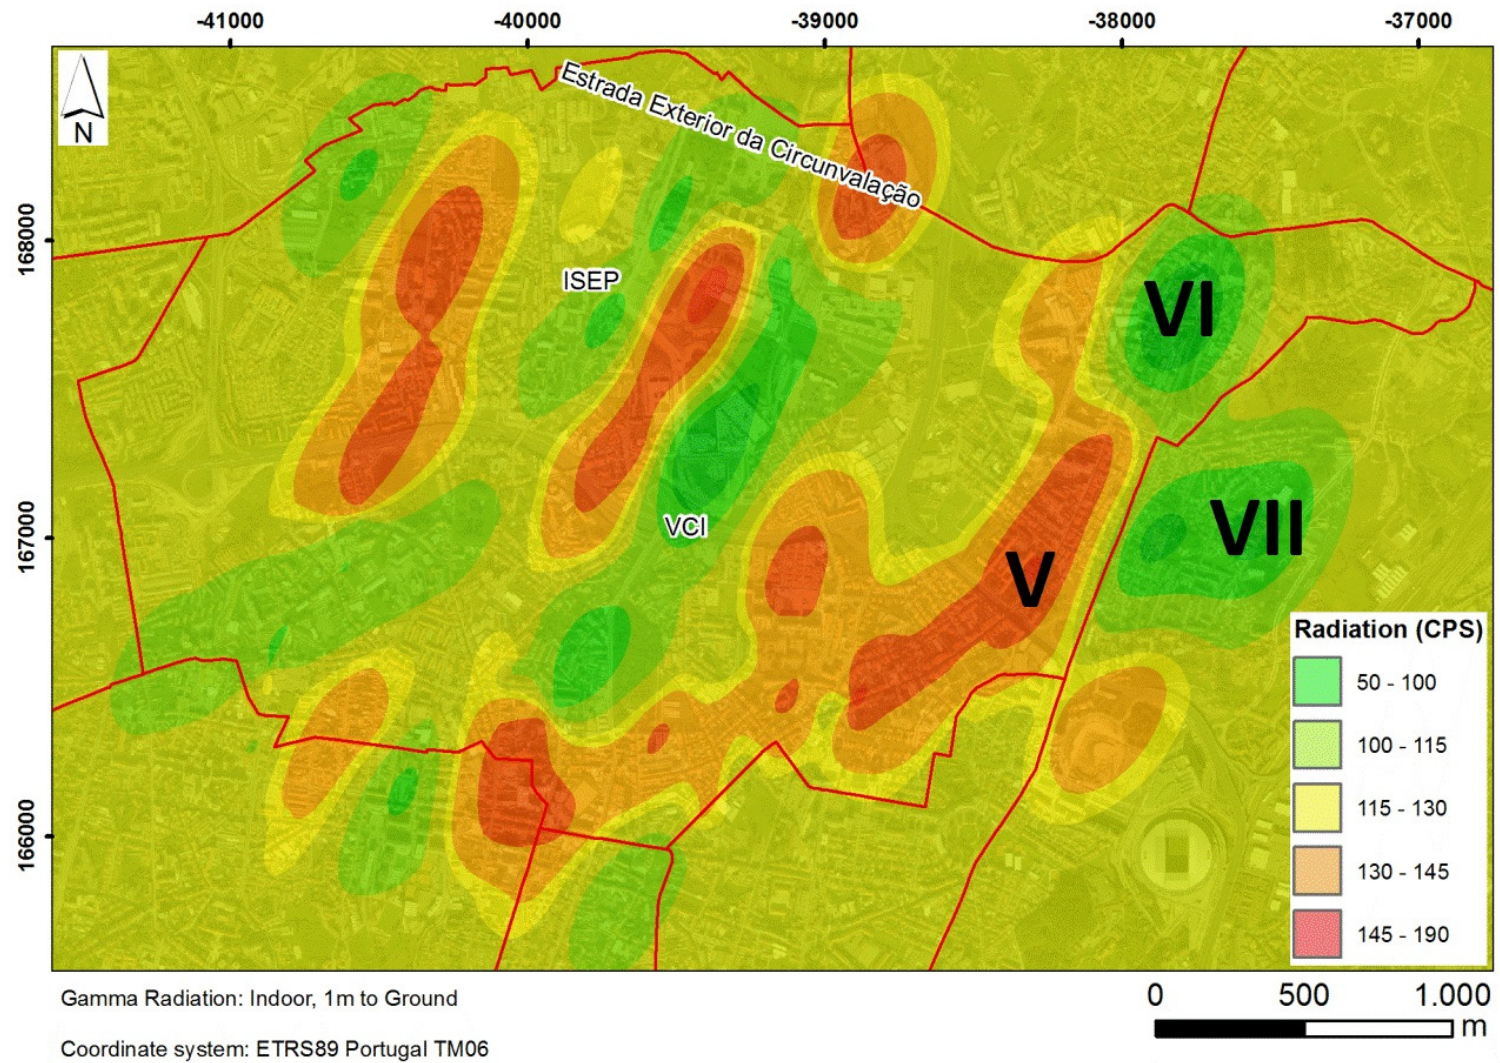 -41000 -40000 -39000 -38000 -37000
N
Estrada Exterior da Circunvalação
168000
ISEP
VI
167000
VCI
VII
V
Radiation (CPS)
50 - 100
100 - 115
115 - 130
130 - 145
145 - 190
166000
Gamma Radiation: Indoor, 1m to Ground
0 500 1.000
m
Coordinate system: ETRS89 Portugal TM06